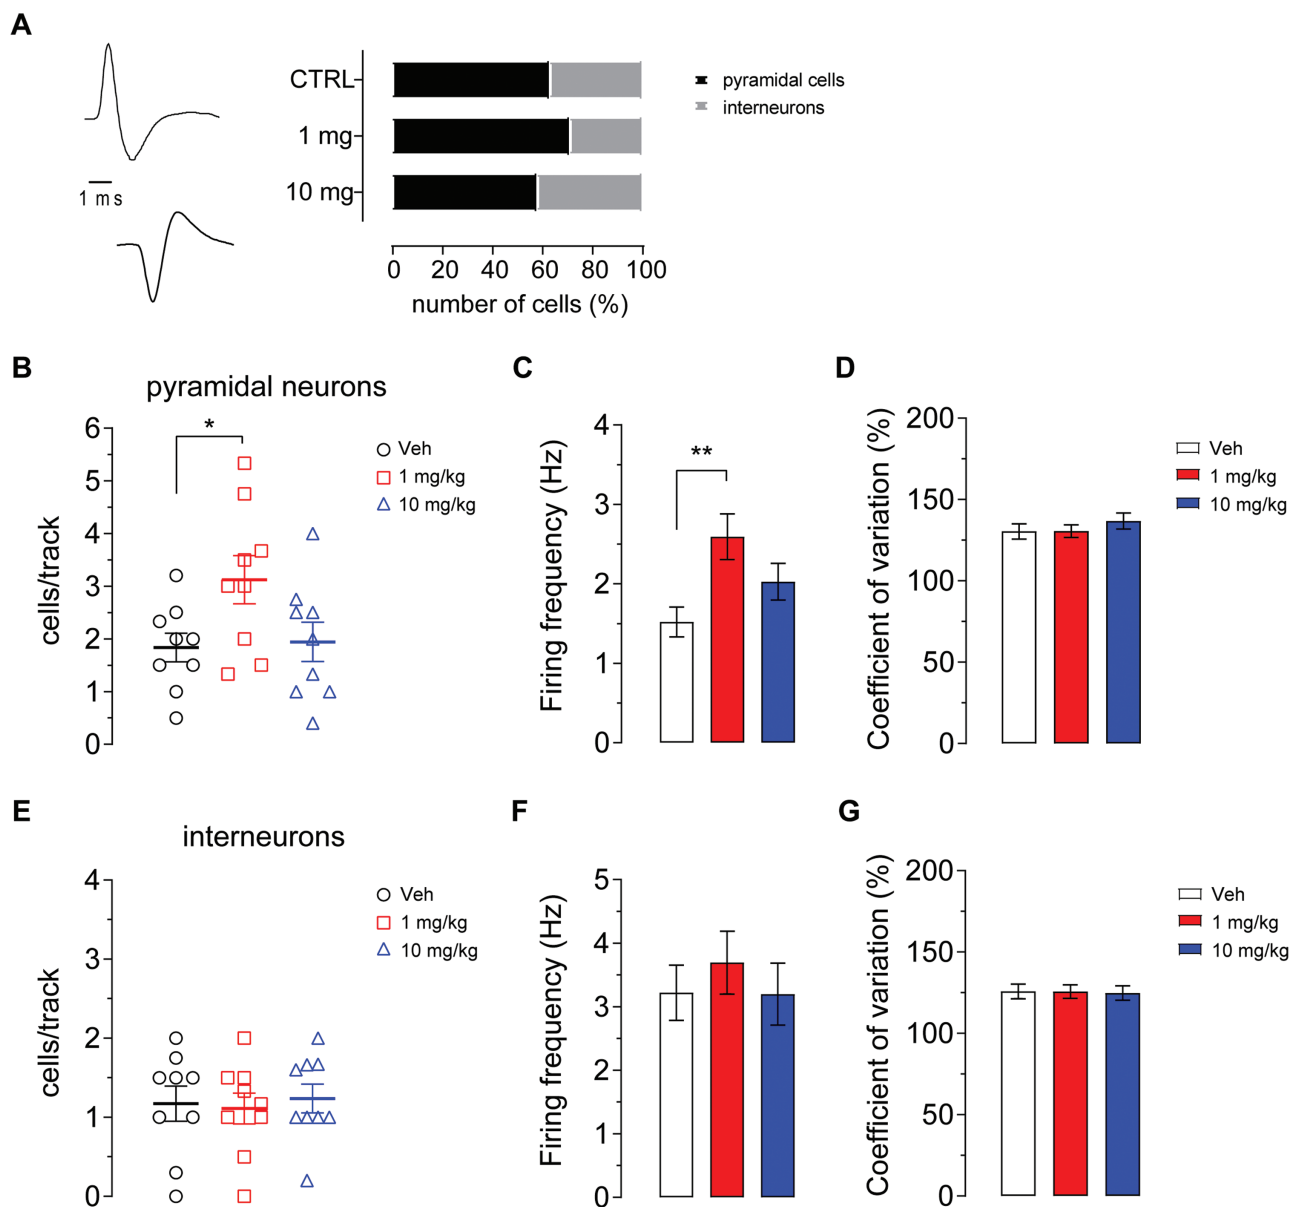 A
CTRL
1 mg
10 mg
pyramidal cells
interneurons
1 ms
0 20 40 60 80 100
number of cells (%)
B
pyramidal neurons
6
5
4
3
2
1
0
cells/track
*
Veh
1 mg/kg
10 mg/kg
C
4
3
2
1
0
Firing frequency (Hz)
**
D
200
150
100
50
0
Coefficient of variation (%)
Veh
1 mg/kg
10 mg/kg
E
interneurons
4
3
2
1
0
cells/track
Veh
1 mg/kg
10 mg/kg
F
5
4
3
2
1
0
Firing frequency (Hz)
G
200
150
100
50
0
Coefficient of variation (%)
Veh
1 mg/kg
10 mg/kg